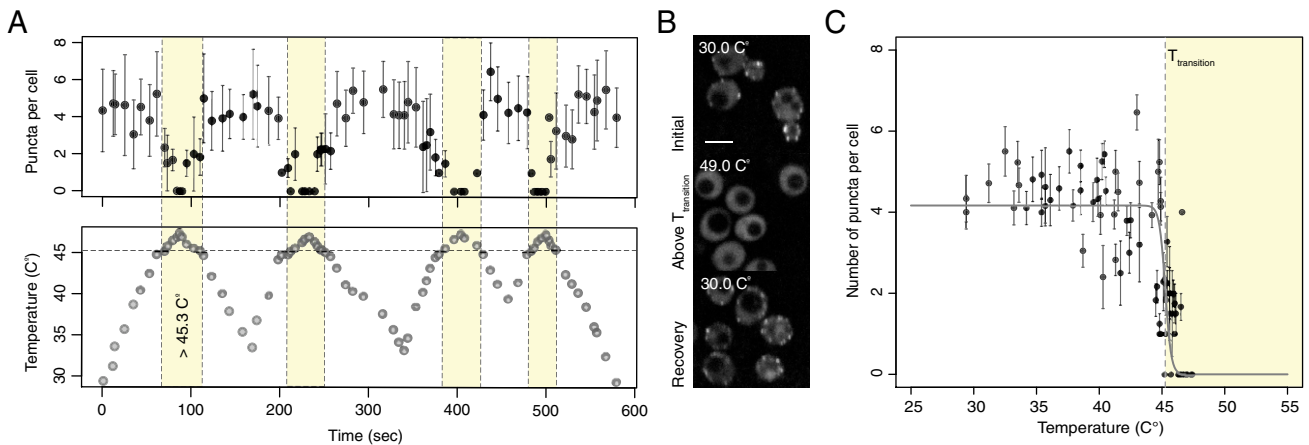 A
Puncta per cell
8
6
4
2
0
Temperature (C°)
45
40
35
30
> 45.3 C°
0
100
200
300
400
500
600
Time (sec)
B
30.0 C°
Initial
49.0 C°
Above Ttransition
30.0 C°
Recovery
C
Number of puncta per cell
8
6
4
2
0
Ttransition
25
30
35
40
45
50
55
Temperature (C°)